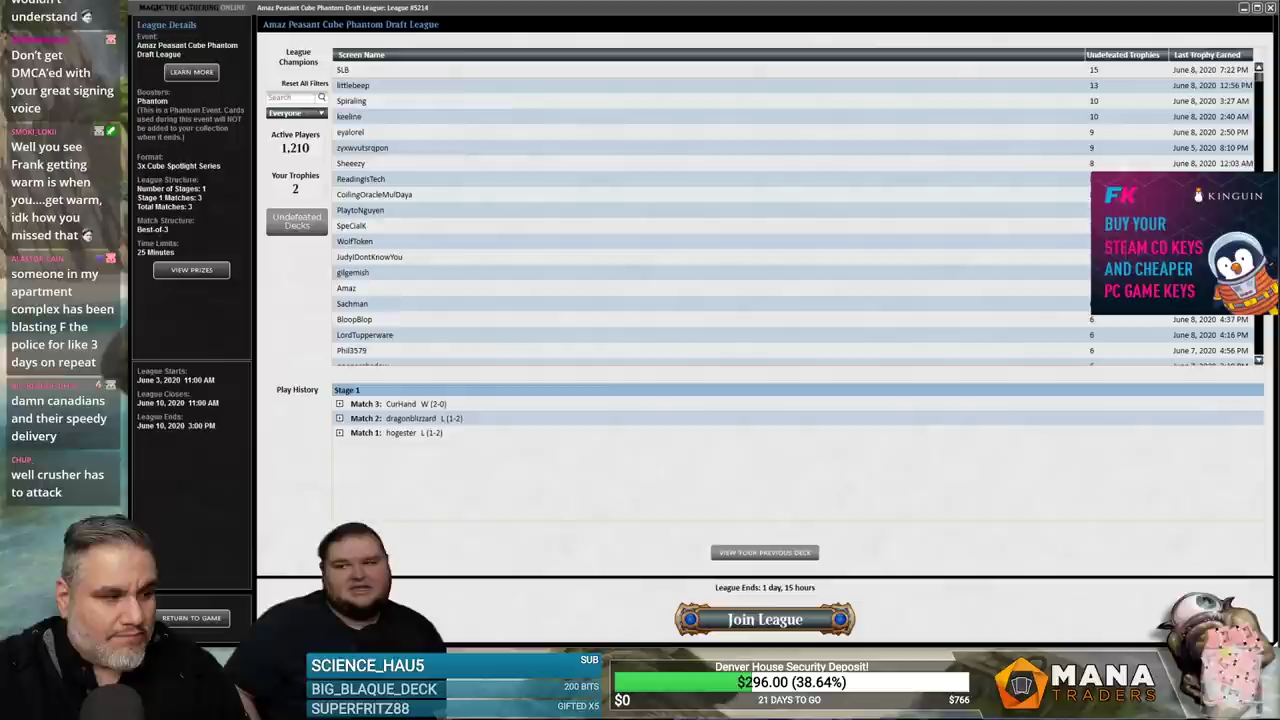 wouldn't
understand
Don't get
DMCA'ed with
your great signing
voice
SMOKI_LOKII
Well you see
Frank getting
warm is when
you....get warm,
idk how you
missed that
ALASTOR_CAIN
someone in my
apartment
complex has been
blasting F the
police for like 3
days on repeat
damn canadians
and their speedy
delivery
CHUP_
well crusher has
to attack
MAGIC THE GATHERING ONLINE
League Details
Event:
Amaz Peasant Cube Phantom
Draft League
LEARN MORE
Boosters:
Phantom
(This is a Phantom Event. Cards
used during this event will NOT
be added to your collection
when it ends.)
Format:
3x Cube Spotlight Series
League Structure:
Number of Stages: 1
Stage 1 Matches: 3
Total Matches: 3
Match Structure:
Best-of-3
Time Limits:
25 Minutes
VIEW PRIZES
League Starts:
June 3, 2020 11:00 AM
League Closes:
June 10, 2020 11:00 AM
League Ends:
June 10, 2020 3:00 PM
RETURN TO GAME
Amaz Peasant Cube Phantom Draft League: League #5214
Amaz Peasant Cube Phantom Draft League
League
Champions
Reset All Filters
Search
Everyone
Active Players
1,210
Your Trophies
2
Undefeated
Decks
Screen Name Undefeated Trophies Last Trophy Earned
SLB 15 June 8, 2020 7:22 PM
littlebeep 13 June 8, 2020 12:56 PM
Spiraling 10 June 8, 2020 3:27 AM
keeline 10 June 8, 2020 2:40 AM
eyalorel 9 June 8, 2020 2:50 PM
zyxwvutsrqpon 9 June 5, 2020 8:10 PM
Sheeezy 8 June 8, 2020 12:03 AM
ReadingIsTech
CoilingOracleMulDaya
PlaytoNguyen
SpeCialK
WolfToken
JudyIDontKnowYou
gilgemish
Amaz
Sachman
BloopBlop 6 June 8, 2020 4:37 PM
LordTupperware 6 June 8, 2020 4:16 PM
Phil3579 6 June 7, 2020 4:56 PM
FK KINGUIN
BUY YOUR
STEAM CD KEYS
AND CHEAPER
PC GAME KEYS
Play History
Stage 1
Match 3: CurHand W (2-0)
Match 2: dragonblizzard L (1-2)
Match 1: hogester L (1-2)
VIEW YOUR PREVIOUS DECK
League Ends: 1 day, 15 hours
Join League
SCIENCE_HAU5 SUB
BIG_BLAQUE_DECK 200 BITS
SUPERFRITZ88 GIFTED X5
Denver House Security Deposit!
$296.00 (38.64%)
$0 21 DAYS TO GO $766
MANA
TRADERS